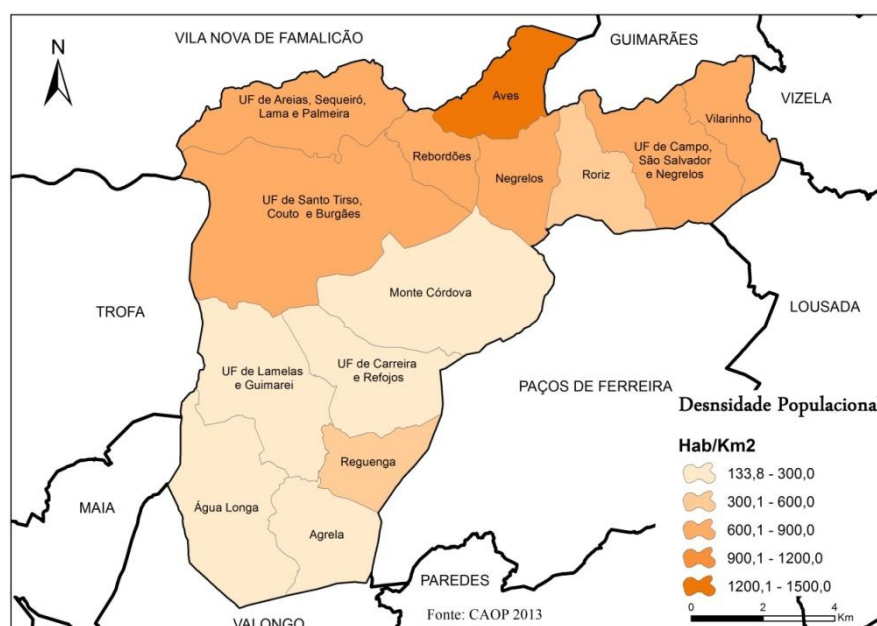 N
VILA NOVA DE FAMALICÃO
GUIMARÃES
VIZELA
Aves
UF de Areias, Sequeiró,
Lama e Palmeira
Vilarinho
Rebordões
UF de Campo,
São Salvador
e Negrelos
Negrelos
Roriz
UF de Santo Tirso,
Couto e Burgães
Monte Córdova
TROFA
LOUSADA
UF de Lamelas
e Guimarei
UF de Carreira
e Refojos
PAÇOS DE FERREIRA
Reguenga
MAIA
Água Longa
Agrela
PAREDES
VALONGO
Fonte: CAOP 2013
Desnsidade Populacional
Hab/Km2
133,8 - 300,0
300,1 - 600,0
600,1 - 900,0
900,1 - 1200,0
1200,1 - 1500,0
0 2 4
Km